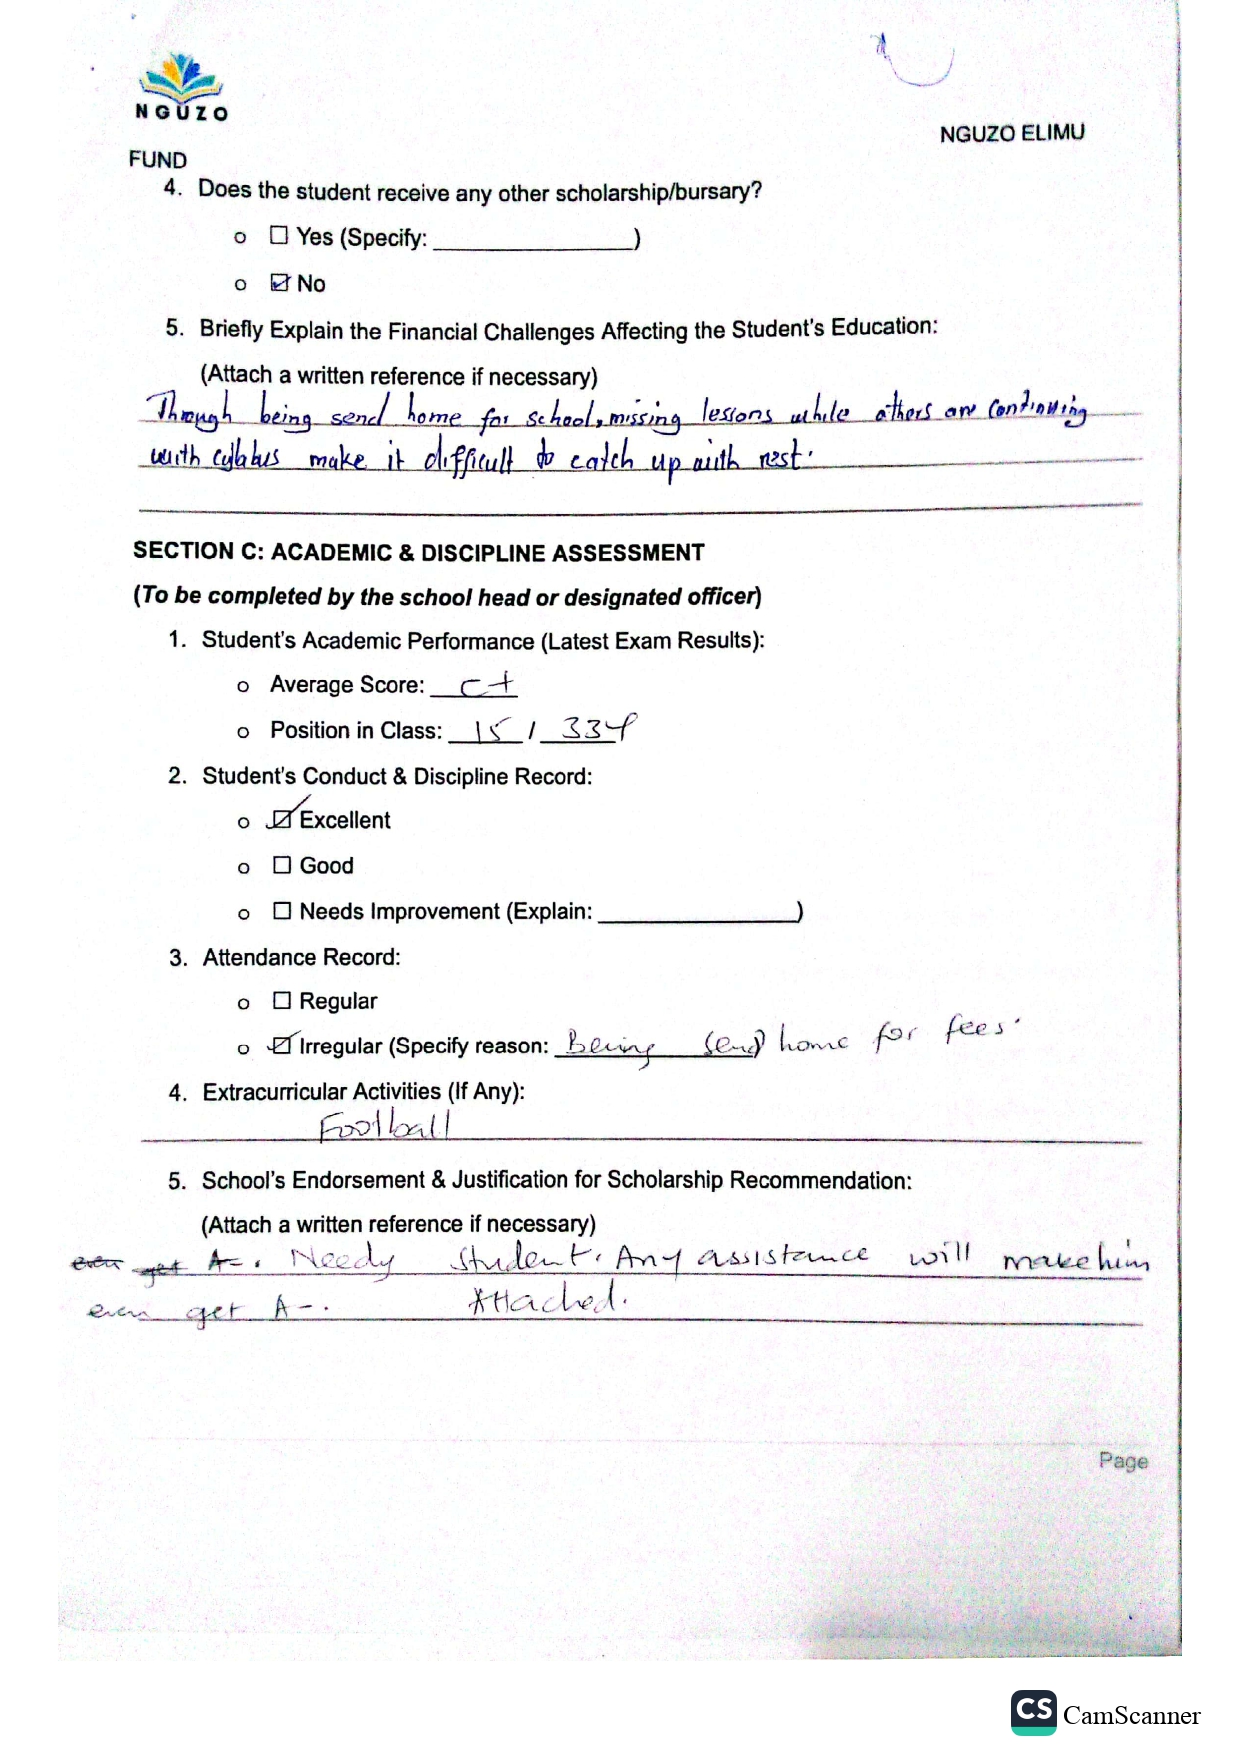 NGUZO
NGUZO ELIMU
FUND
4. Does the student receive any other scholarship/bursary?
o ☐ Yes (Specify: _______________)
o ☑ No
5. Briefly Explain the Financial Challenges Affecting the Student's Education:
(Attach a written reference if necessary)
Through being send home for school, missing lessions while others are continuing
with cyllabus make it difficult to catch up with rest.
SECTION C: ACADEMIC & DISCIPLINE ASSESSMENT
(To be completed by the school head or designated officer)
1. Student's Academic Performance (Latest Exam Results):
o Average Score: C+
o Position in Class: 15 / 334
2. Student's Conduct & Discipline Record:
o ☑ Excellent
o ☐ Good
o ☐ Needs Improvement (Explain: _______________)
3. Attendance Record:
o ☐ Regular
o ☑ Irregular (Specify reason: Being send home for fees.
4. Extracurricular Activities (If Any):
Football
5. School's Endorsement & Justification for Scholarship Recommendation:
(Attach a written reference if necessary)
even get A-. Needy Student. Any assistance will make him
even get A-. Attached.
Page
CS CamScanner